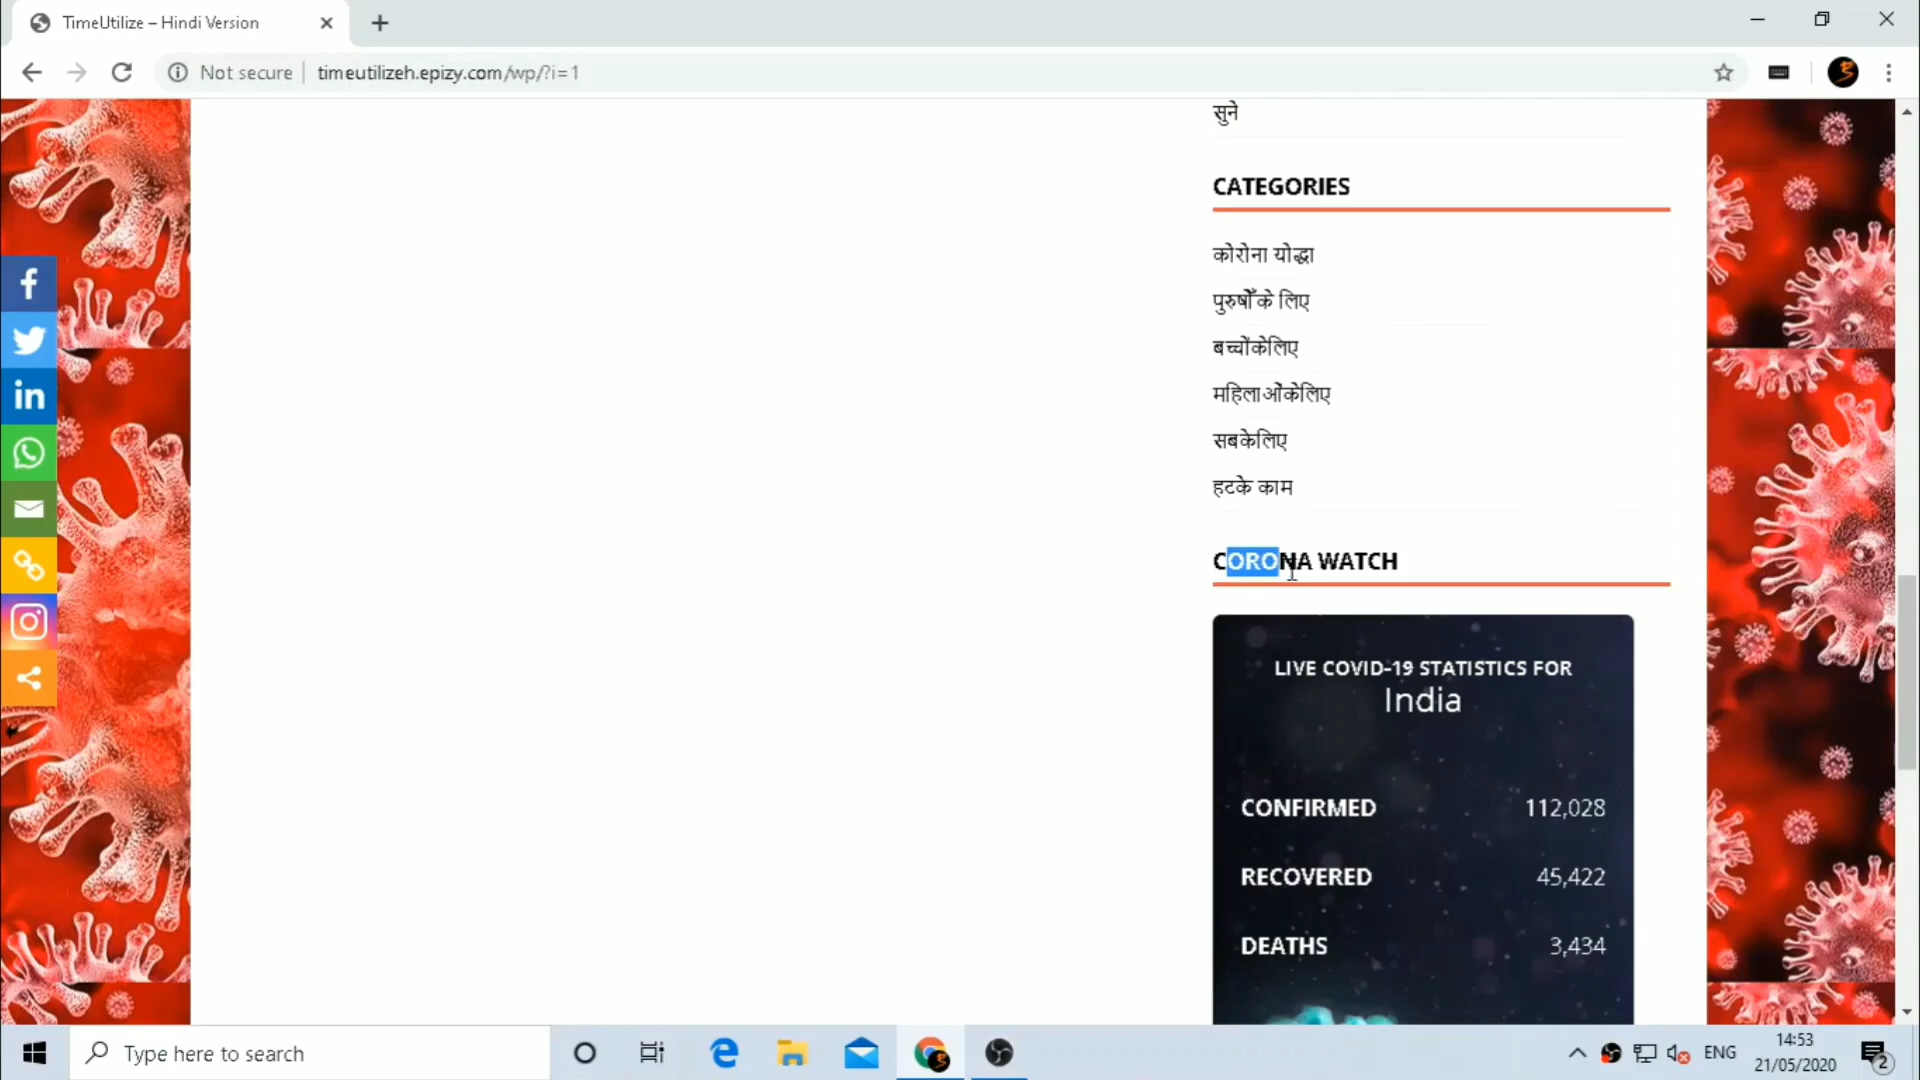 TimeUtilize – Hindi Version
Not secure
timeutilizeh.epizy.com/wp/?i=1
सुने
CATEGORIES
कोरोना योद्धा
पुरुषोँ के लिए
बच्चोंकेलिए
महिलाओंकेलिए
सबकेलिए
हटके काम
CORONA WATCH
LIVE COVID-19 STATISTICS FOR
India
CONFIRMED 112,028
RECOVERED 45,422
DEATHS 3,434
Type here to search
ENG
14:53
21/05/2020
2